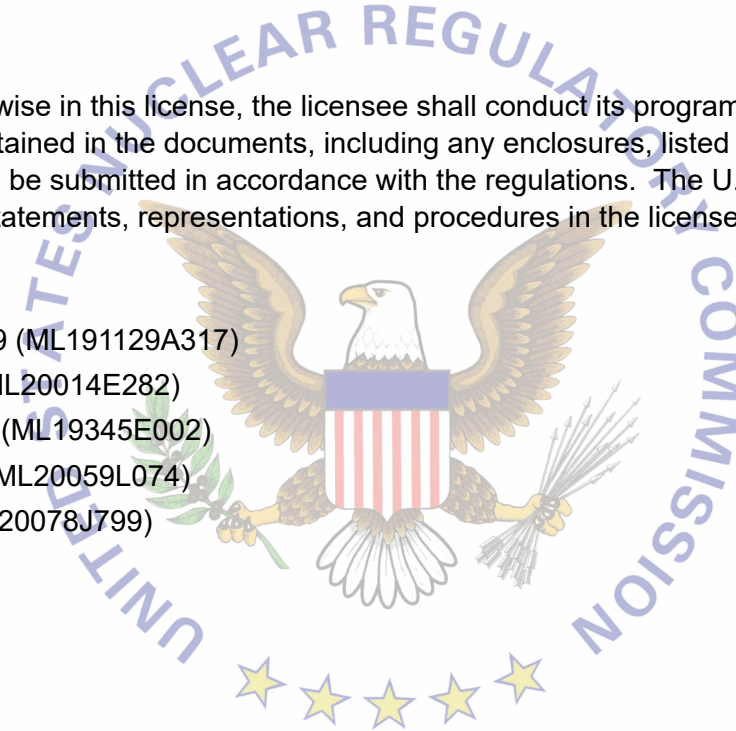 UNITED STATES NUCLEAR REGULATORY COMMISSION
wise in this license, the licensee shall conduct its program
tained in the documents, including any enclosures, listed
be submitted in accordance with the regulations.  The U.
tatements, representations, and procedures in the license
9 (ML191129A317)
ML20014E282)
(ML19345E002)
ML20059L074)
20078J799)